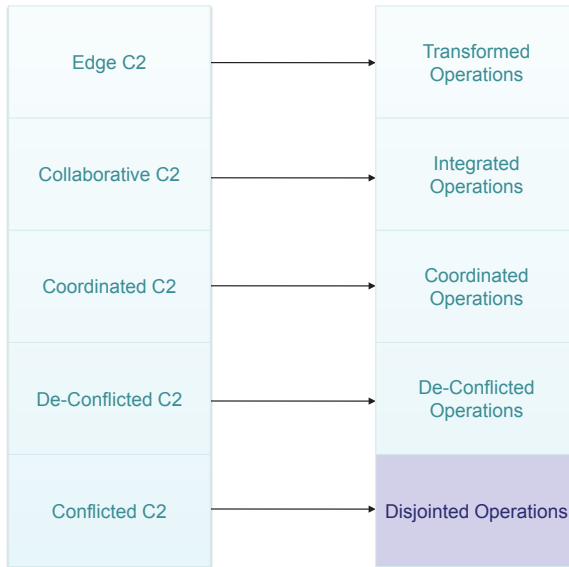 Edge C2
Transformed
Operations
Collaborative C2
Integrated
Operations
Coordinated C2
Coordinated
Operations
De-Conflicted C2
De-Conflicted
Operations
Conflicted C2
Disjointed Operations